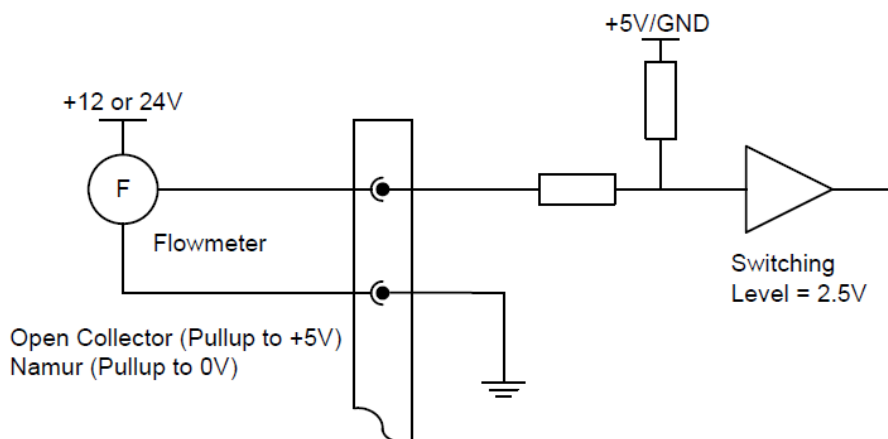 +5V/GND
+12 or 24V
F
Flowmeter
Switching
Level = 2.5V
Open Collector (Pullup to +5V)
Namur (Pullup to 0V)